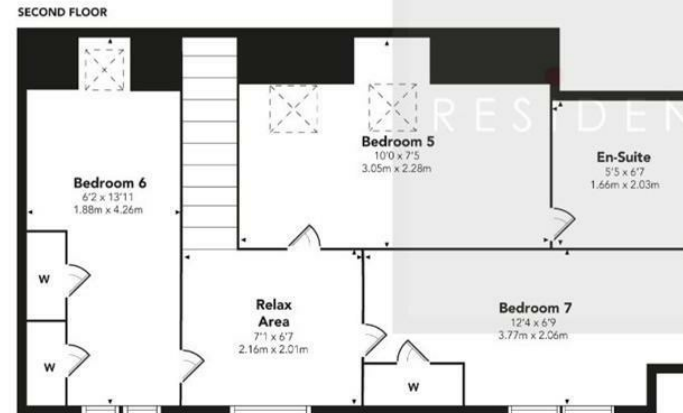 SECOND FLOOR
RESIDEN
Bedroom 5
10'0 x 7'5
3.05m x 2.28m
En-Suite
5'5 x 6'7
1.66m x 2.03m
Bedroom 6
6'2 x 13'11
1.88m x 4.26m
W
W
Relax
Area
7'1 x 6'7
2.16m x 2.01m
Bedroom 7
12'4 x 6'9
3.77m x 2.06m
W